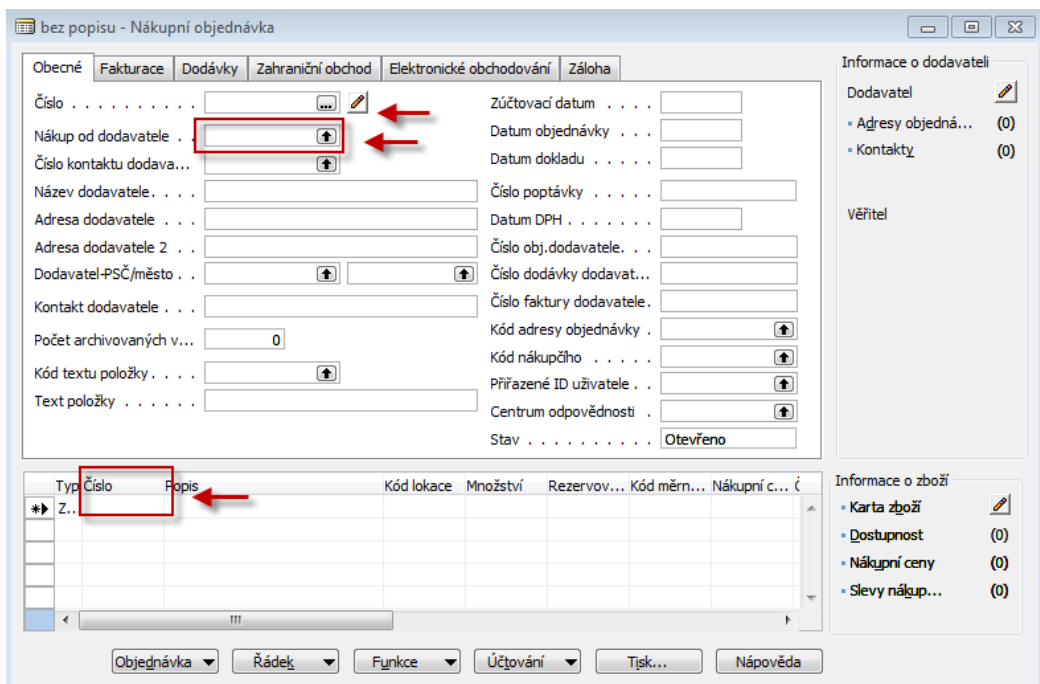 bez popisu - Nákupní objednávka
Obecné Fakturace Dodávky Zahraniční obchod Elektronické obchodování Záloha
Číslo . . . . . . . . . . ...
Nákup od dodavatele . .
Číslo kontaktu dodava...
Název dodavatele. . . .
Adresa dodavatele . . .
Adresa dodavatele 2 . .
Dodavatel-PSČ/město . .
Kontakt dodavatele . . .
Počet archivovaných v... 0
Kód textu položky. . . .
Text položky . . . . . .
Zúčtovací datum . . . .
Datum objednávky . . .
Datum dokladu . . . . .
Číslo poptávky . . . . .
Datum DPH . . . . . . .
Číslo obj.dodavatele. . .
Číslo dodávky dodavat...
Číslo faktury dodavatele.
Kód adresy objednávky .
Kód nákupčího . . . . .
Přiřazené ID uživatele . .
Centrum odpovědnosti .
Stav . . . . . . . . . . Otevřeno
Informace o dodavateli
Dodavatel
Adresy objedná... (0)
Kontakty (0)
Věřitel
Typ Číslo Popis Kód lokace Množství Rezervov... Kód měrn... Nákupní c... Č
Z..
Informace o zboží
Karta zboží
Dostupnost (0)
Nákupní ceny (0)
Slevy nákup... (0)
Objednávka Řádek Funkce Účtování Tisk... Nápověda